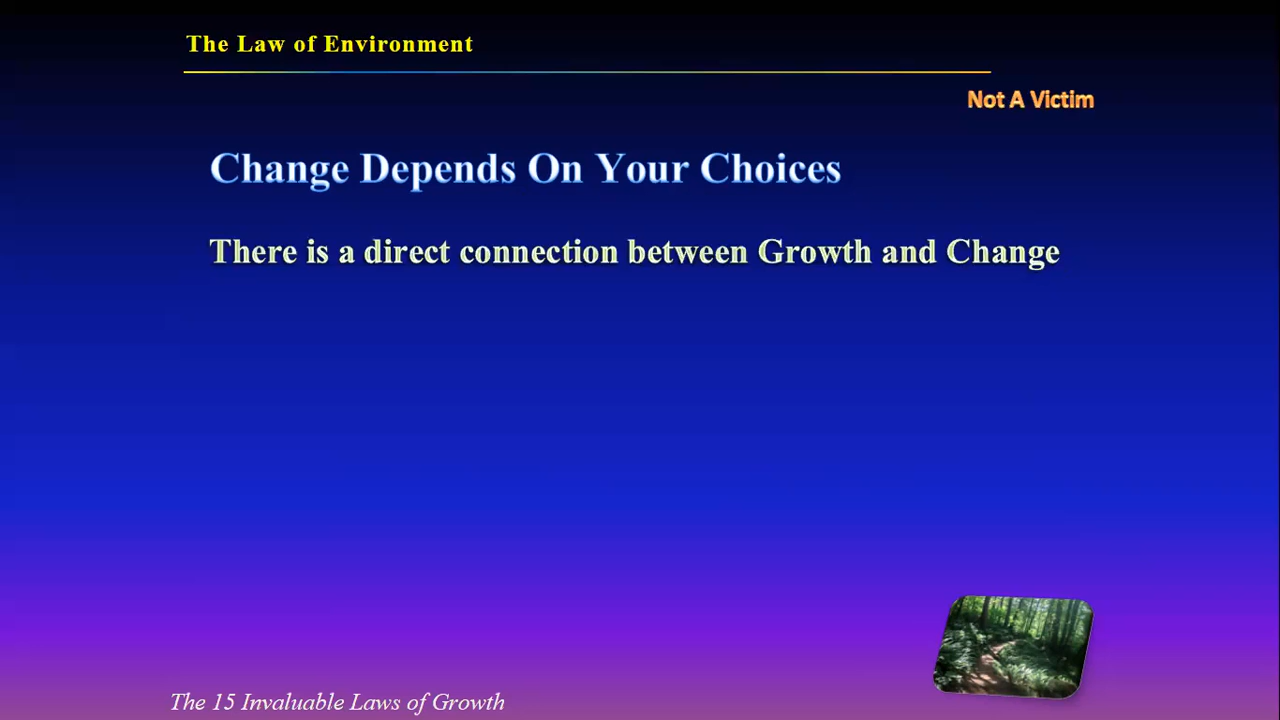 The Law of Environment
Not A Victim
Change Depends On Your Choices
There is a direct connection between Growth and Change
The 15 Invaluable Laws of Growth